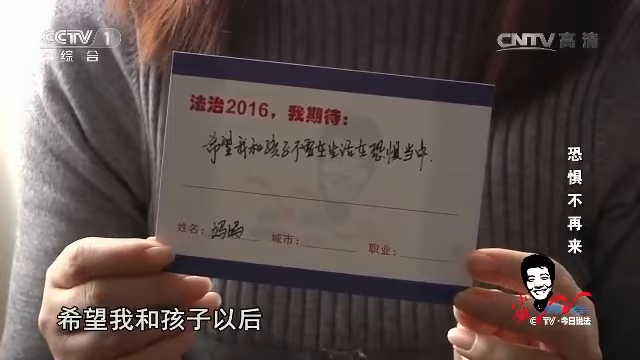 CCTV 1
综合
CNTV高清
法治2016，我期待：
希望我和孩子不要在生活在恐惧当中.
姓名： 城市： 职业：
恐惧不再来
CCTV·今日说法
希望我和孩子以后